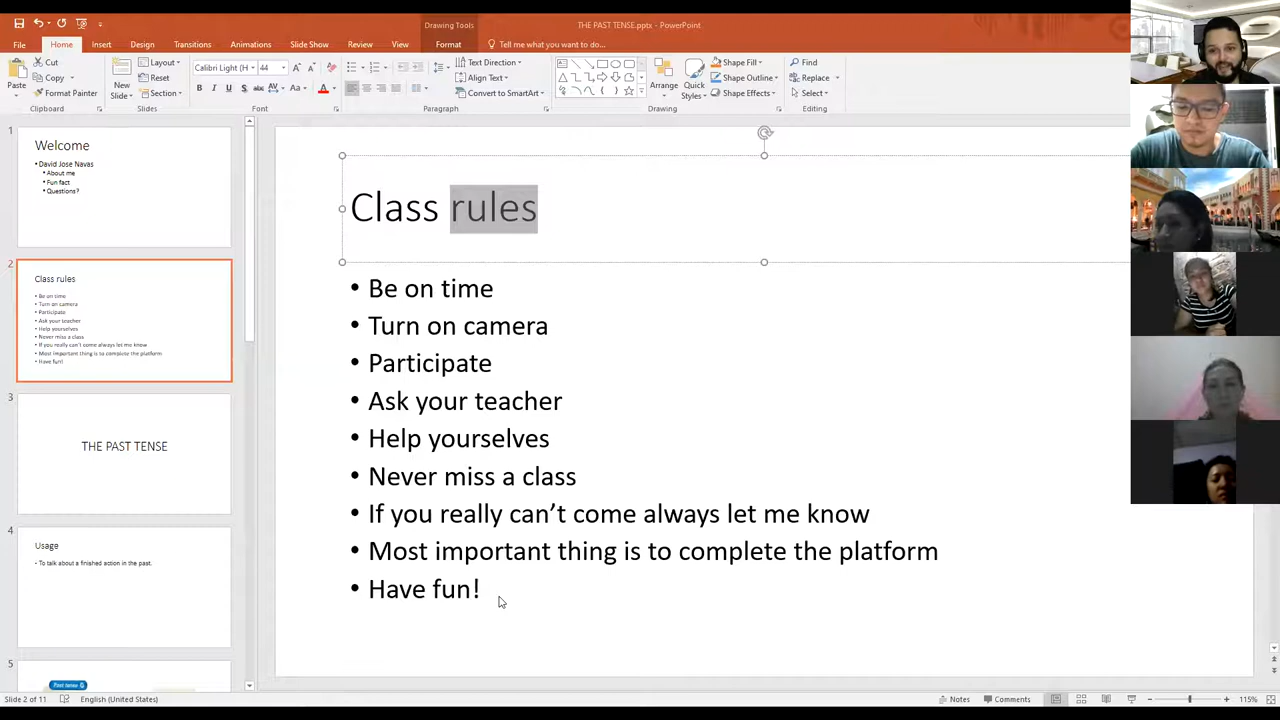 Drawing Tools
THE PAST TENSE.pptx - PowerPoint
File Home Insert Design Transitions Animations Slide Show Review View Format Tell me what you want to do...
Paste
Cut
Copy
Format Painter
Clipboard
New Slide
Layout
Reset
Section
Slides
Calibri Light (H 44
B I U S abc AV Aa A
Font
Text Direction
Align Text
Convert to SmartArt
Paragraph
Arrange
Quick Styles
Shape Fill
Shape Outline
Shape Effects
Drawing
Find
Replace
Select
Editing
1
Welcome
• David Jose Navas
• About me
• Fun fact
• Questions?
2
Class rules
• Be on time
• Turn on camera
• Participate
• Ask your teacher
• Help yourselves
• Never miss a class
• If you really can't come always let me know
• Most important thing is to complete the platform
• Have fun!
3
THE PAST TENSE
4
Usage
• To talk about a finished action in the past.
5
Past tense
Class rules
• Be on time
• Turn on camera
• Participate
• Ask your teacher
• Help yourselves
• Never miss a class
• If you really can’t come always let me know
• Most important thing is to complete the platform
• Have fun!
Slide 2 of 11 English (United States) Notes Comments 115%